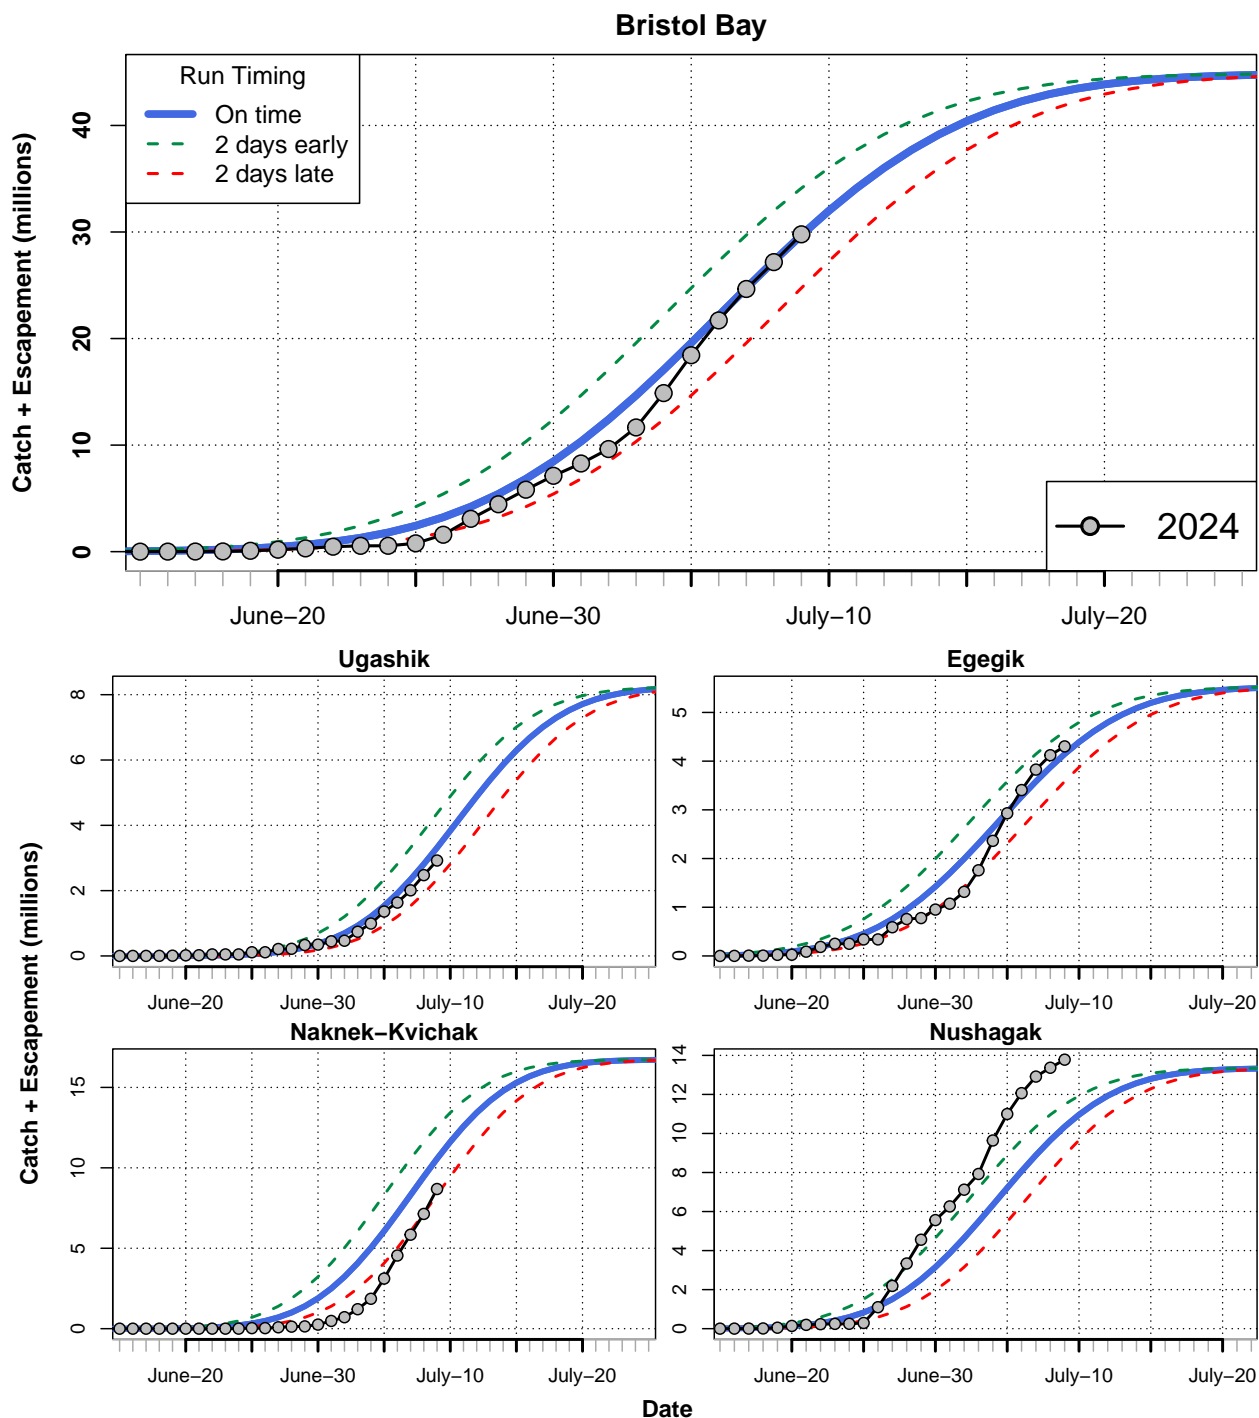 Bristol Bay
Run Timing
On time
2 days early
2 days late
Catch + Escapement (millions)
40
30
20
10
0
2024
June−20 June−30 July−10 July−20
Ugashik
8
6
4
2
0
June−20 June−30 July−10 July−20
Egegik
5
4
3
2
1
0
June−20 June−30 July−10 July−20
Catch + Escapement (millions)
Naknek−Kvichak
15
10
5
0
June−20 June−30 July−10 July−20
Nushagak
14
12
10
8
6
4
2
0
June−20 June−30 July−10 July−20
Date